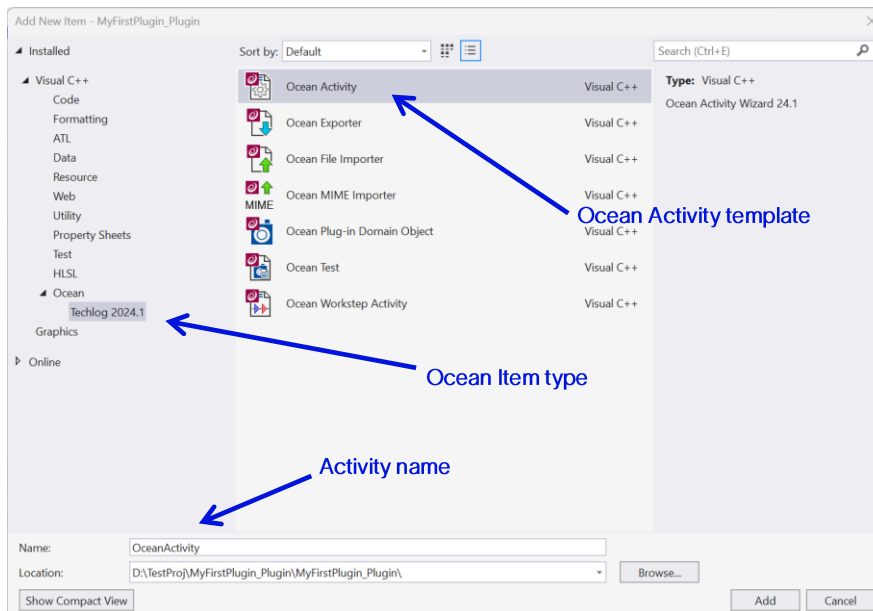 Add New Item - MyFirstPlugin_Plugin
Installed
Sort by: Default
Search (Ctrl+E)
Visual C++
Code
Formatting
ATL
Data
Resource
Web
Utility
Property Sheets
Test
HLSL
Ocean
Techlog 2024.1
Graphics
Online
Ocean Activity Visual C++
Ocean Exporter Visual C++
Ocean File Importer Visual C++
MIME Ocean MIME Importer Visual C++
Ocean Plug-in Domain Object Visual C++
Ocean Test Visual C++
Ocean Workstep Activity Visual C++
Type: Visual C++
Ocean Activity Wizard 24.1
Ocean Activity template
Ocean Item type
Activity name
Name: OceanActivity
Location: D:\TestProj\MyFirstPlugin_Plugin\MyFirstPlugin_Plugin\ Browse...
Show Compact View Add Cancel